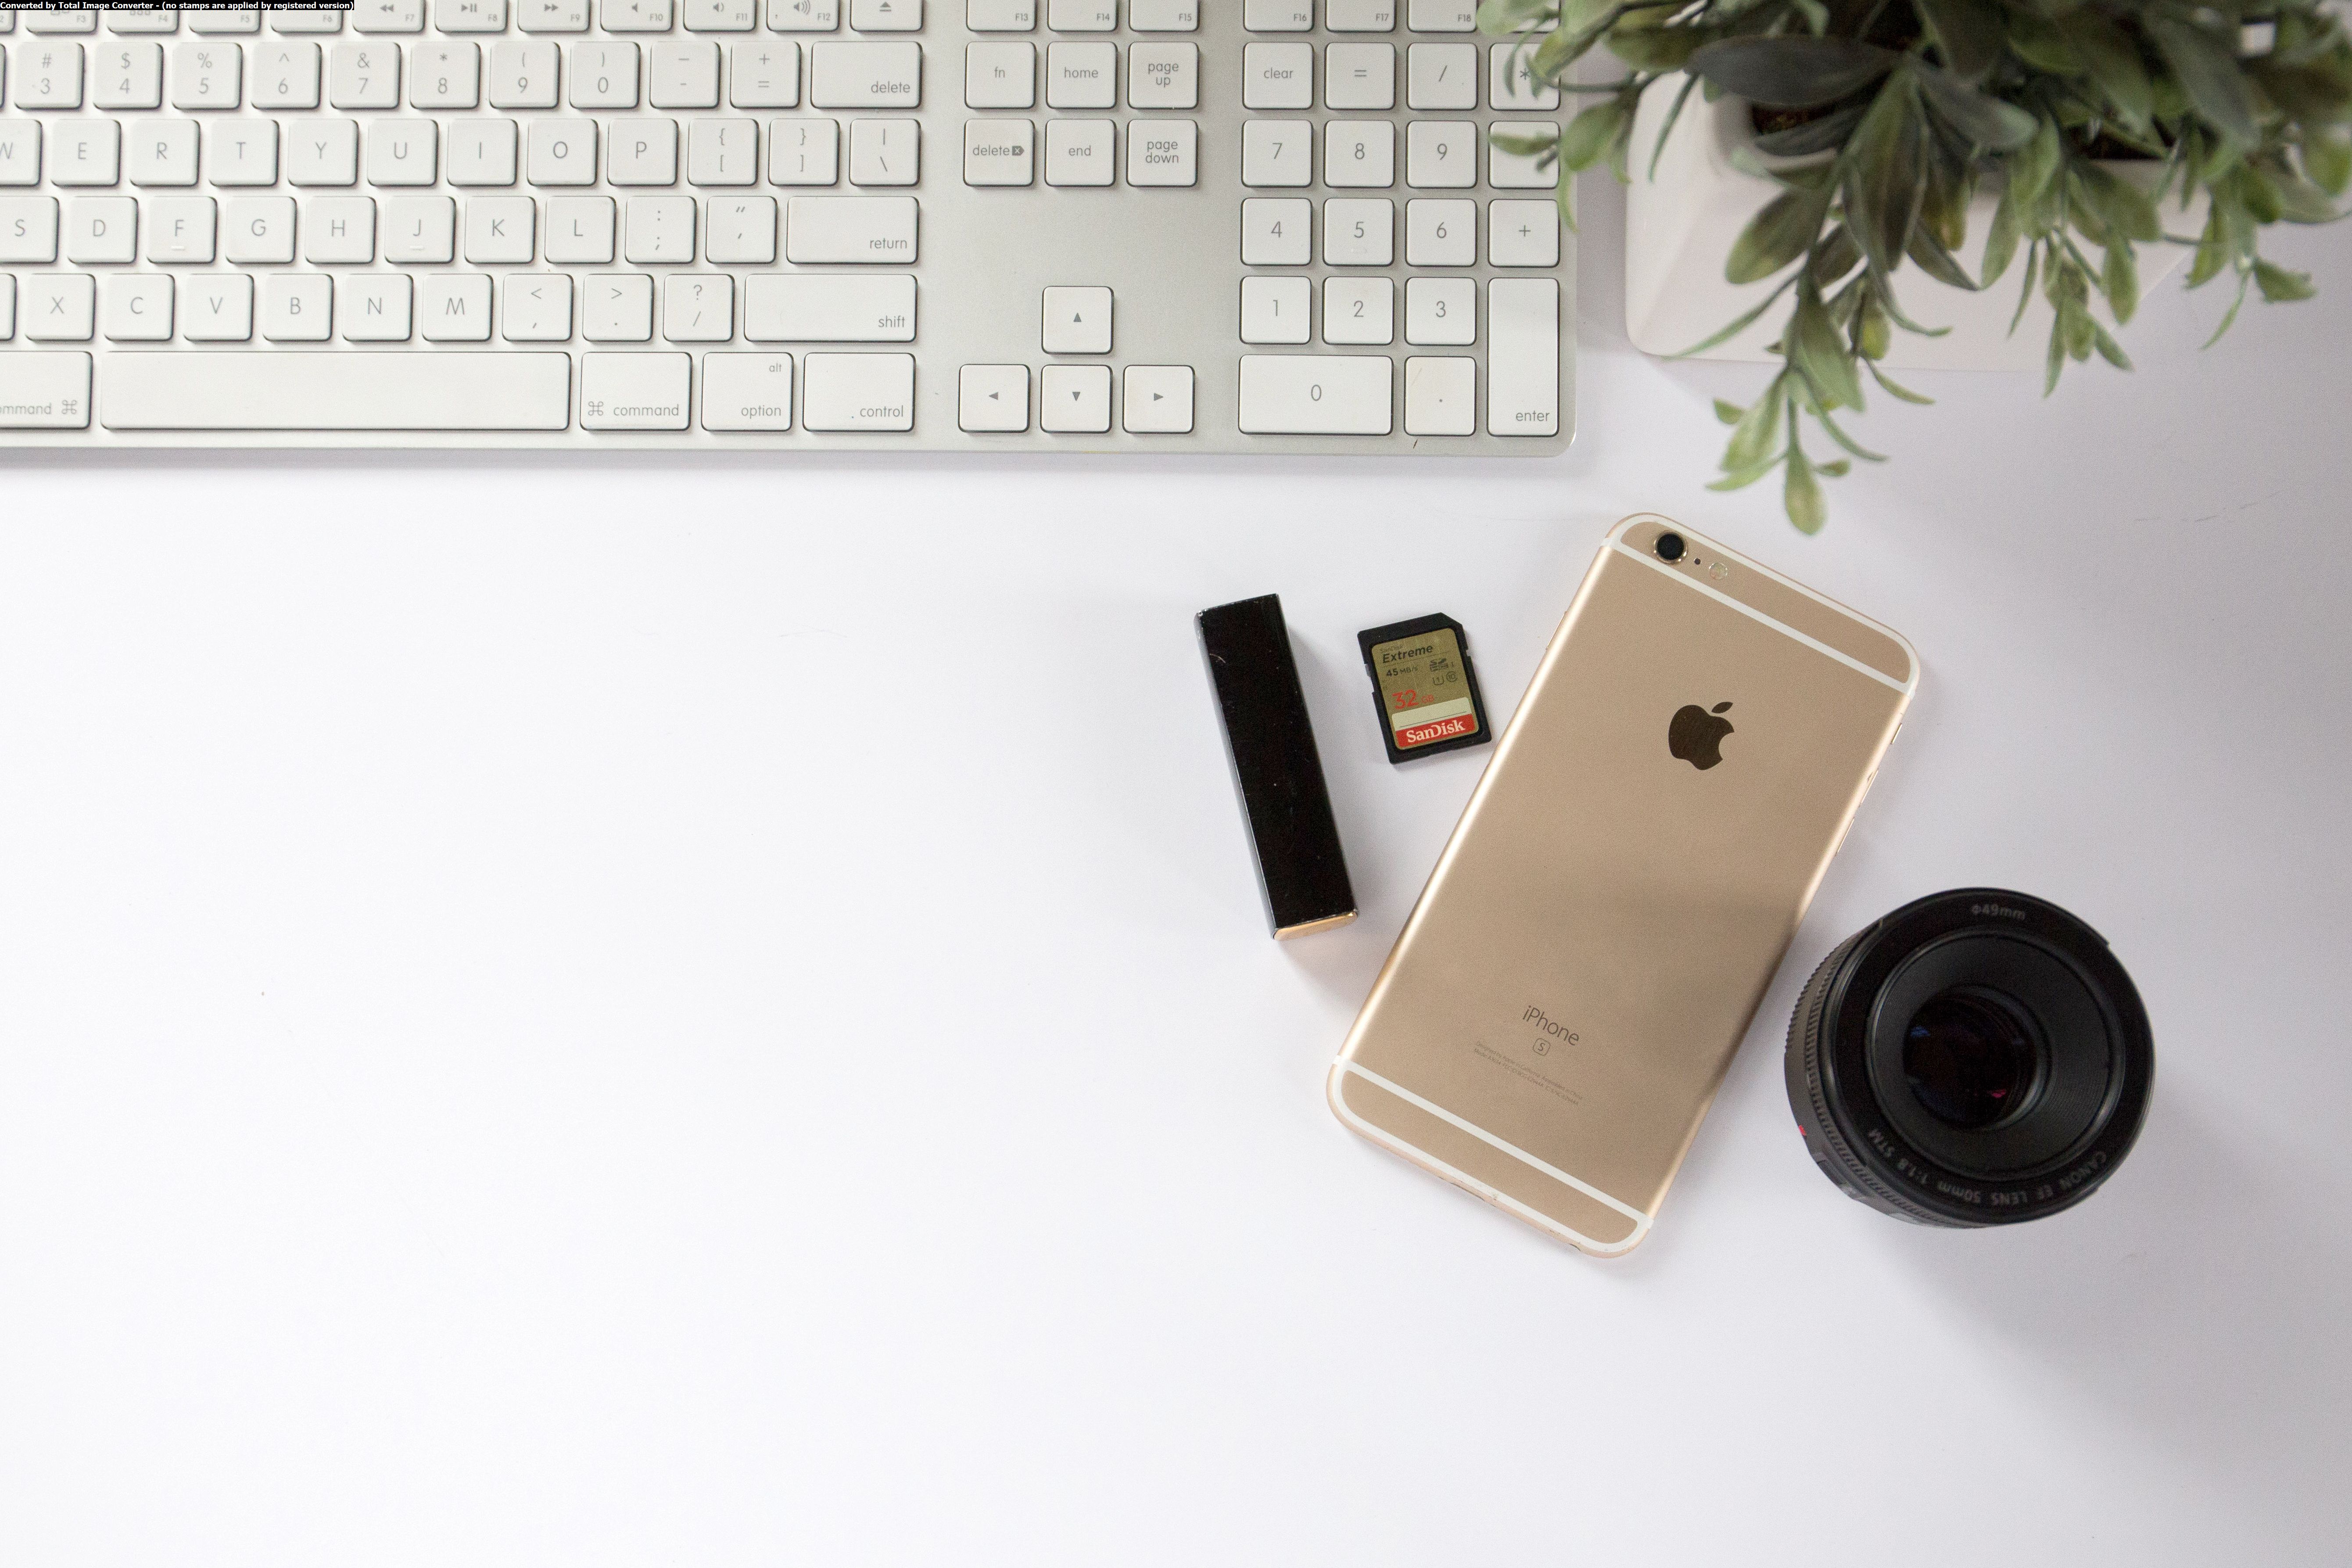 Converted by Total Image Converter - (no stamps are applied by registered version)
F3 F4 F5 F6 F7 F8 F9 F10 F11 F12 F13 F14 F15 F16 F17 F18
# $ % ^ & * ( ) — +
3 4 5 6 7 8 9 0 - = delete fn home page up clear = / *
W E R T Y U I O P { [ } ] | \ delete end page down 7 8 9
S D F G H J K L : ; " ' return 4 5 6 +
X C V B N M < , > . ? / shift 1 2 3
command ⌘ ⌘ command alt option control 0 . enter
Extreme
45 MB/s
32 GB
SanDisk
iPhone
S
Φ49mm
CANON EF LENS 50mm 1:1.8 STM